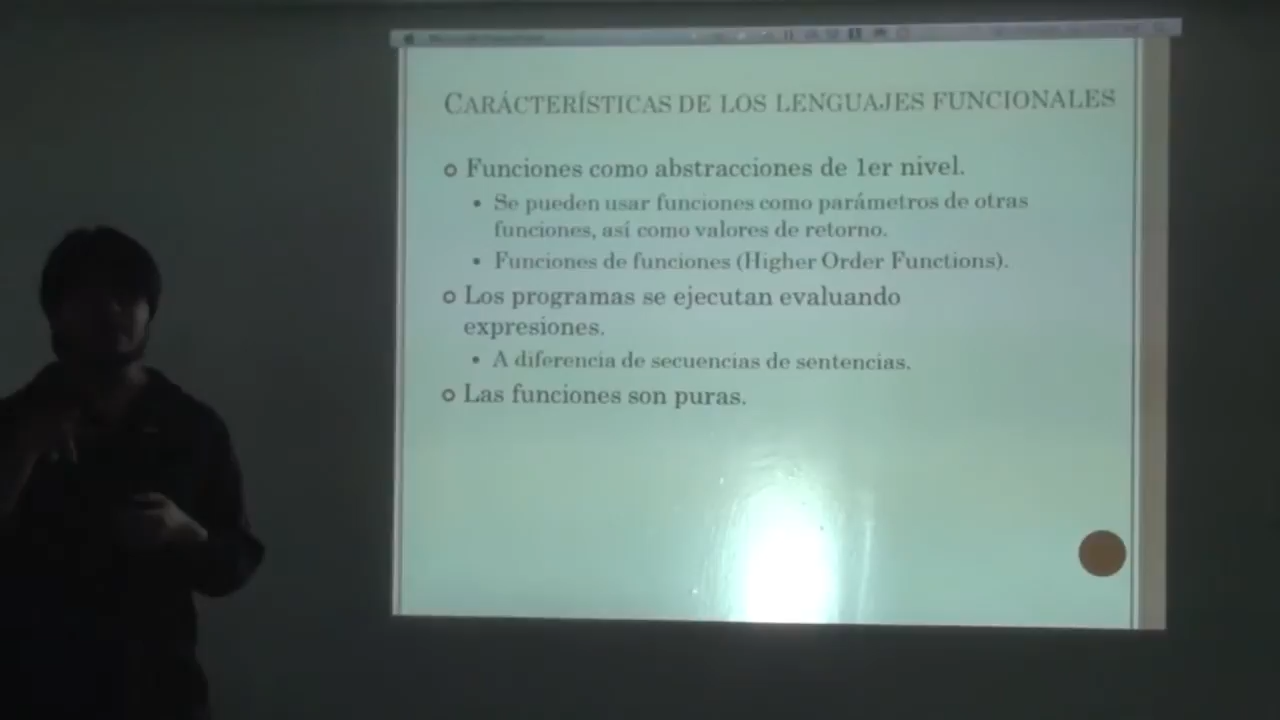 CARÁCTERÍSTICAS DE LOS LENGUAJES FUNCIONALES
Funciones como abstracciones de 1er nivel.
Se pueden usar funciones como parámetros de otras
funciones, así como valores de retorno.
Funciones de funciones (Higher Order Functions).
Los programas se ejecutan evaluando
expresiones.
A diferencia de secuencias de sentencias.
Las funciones son puras.